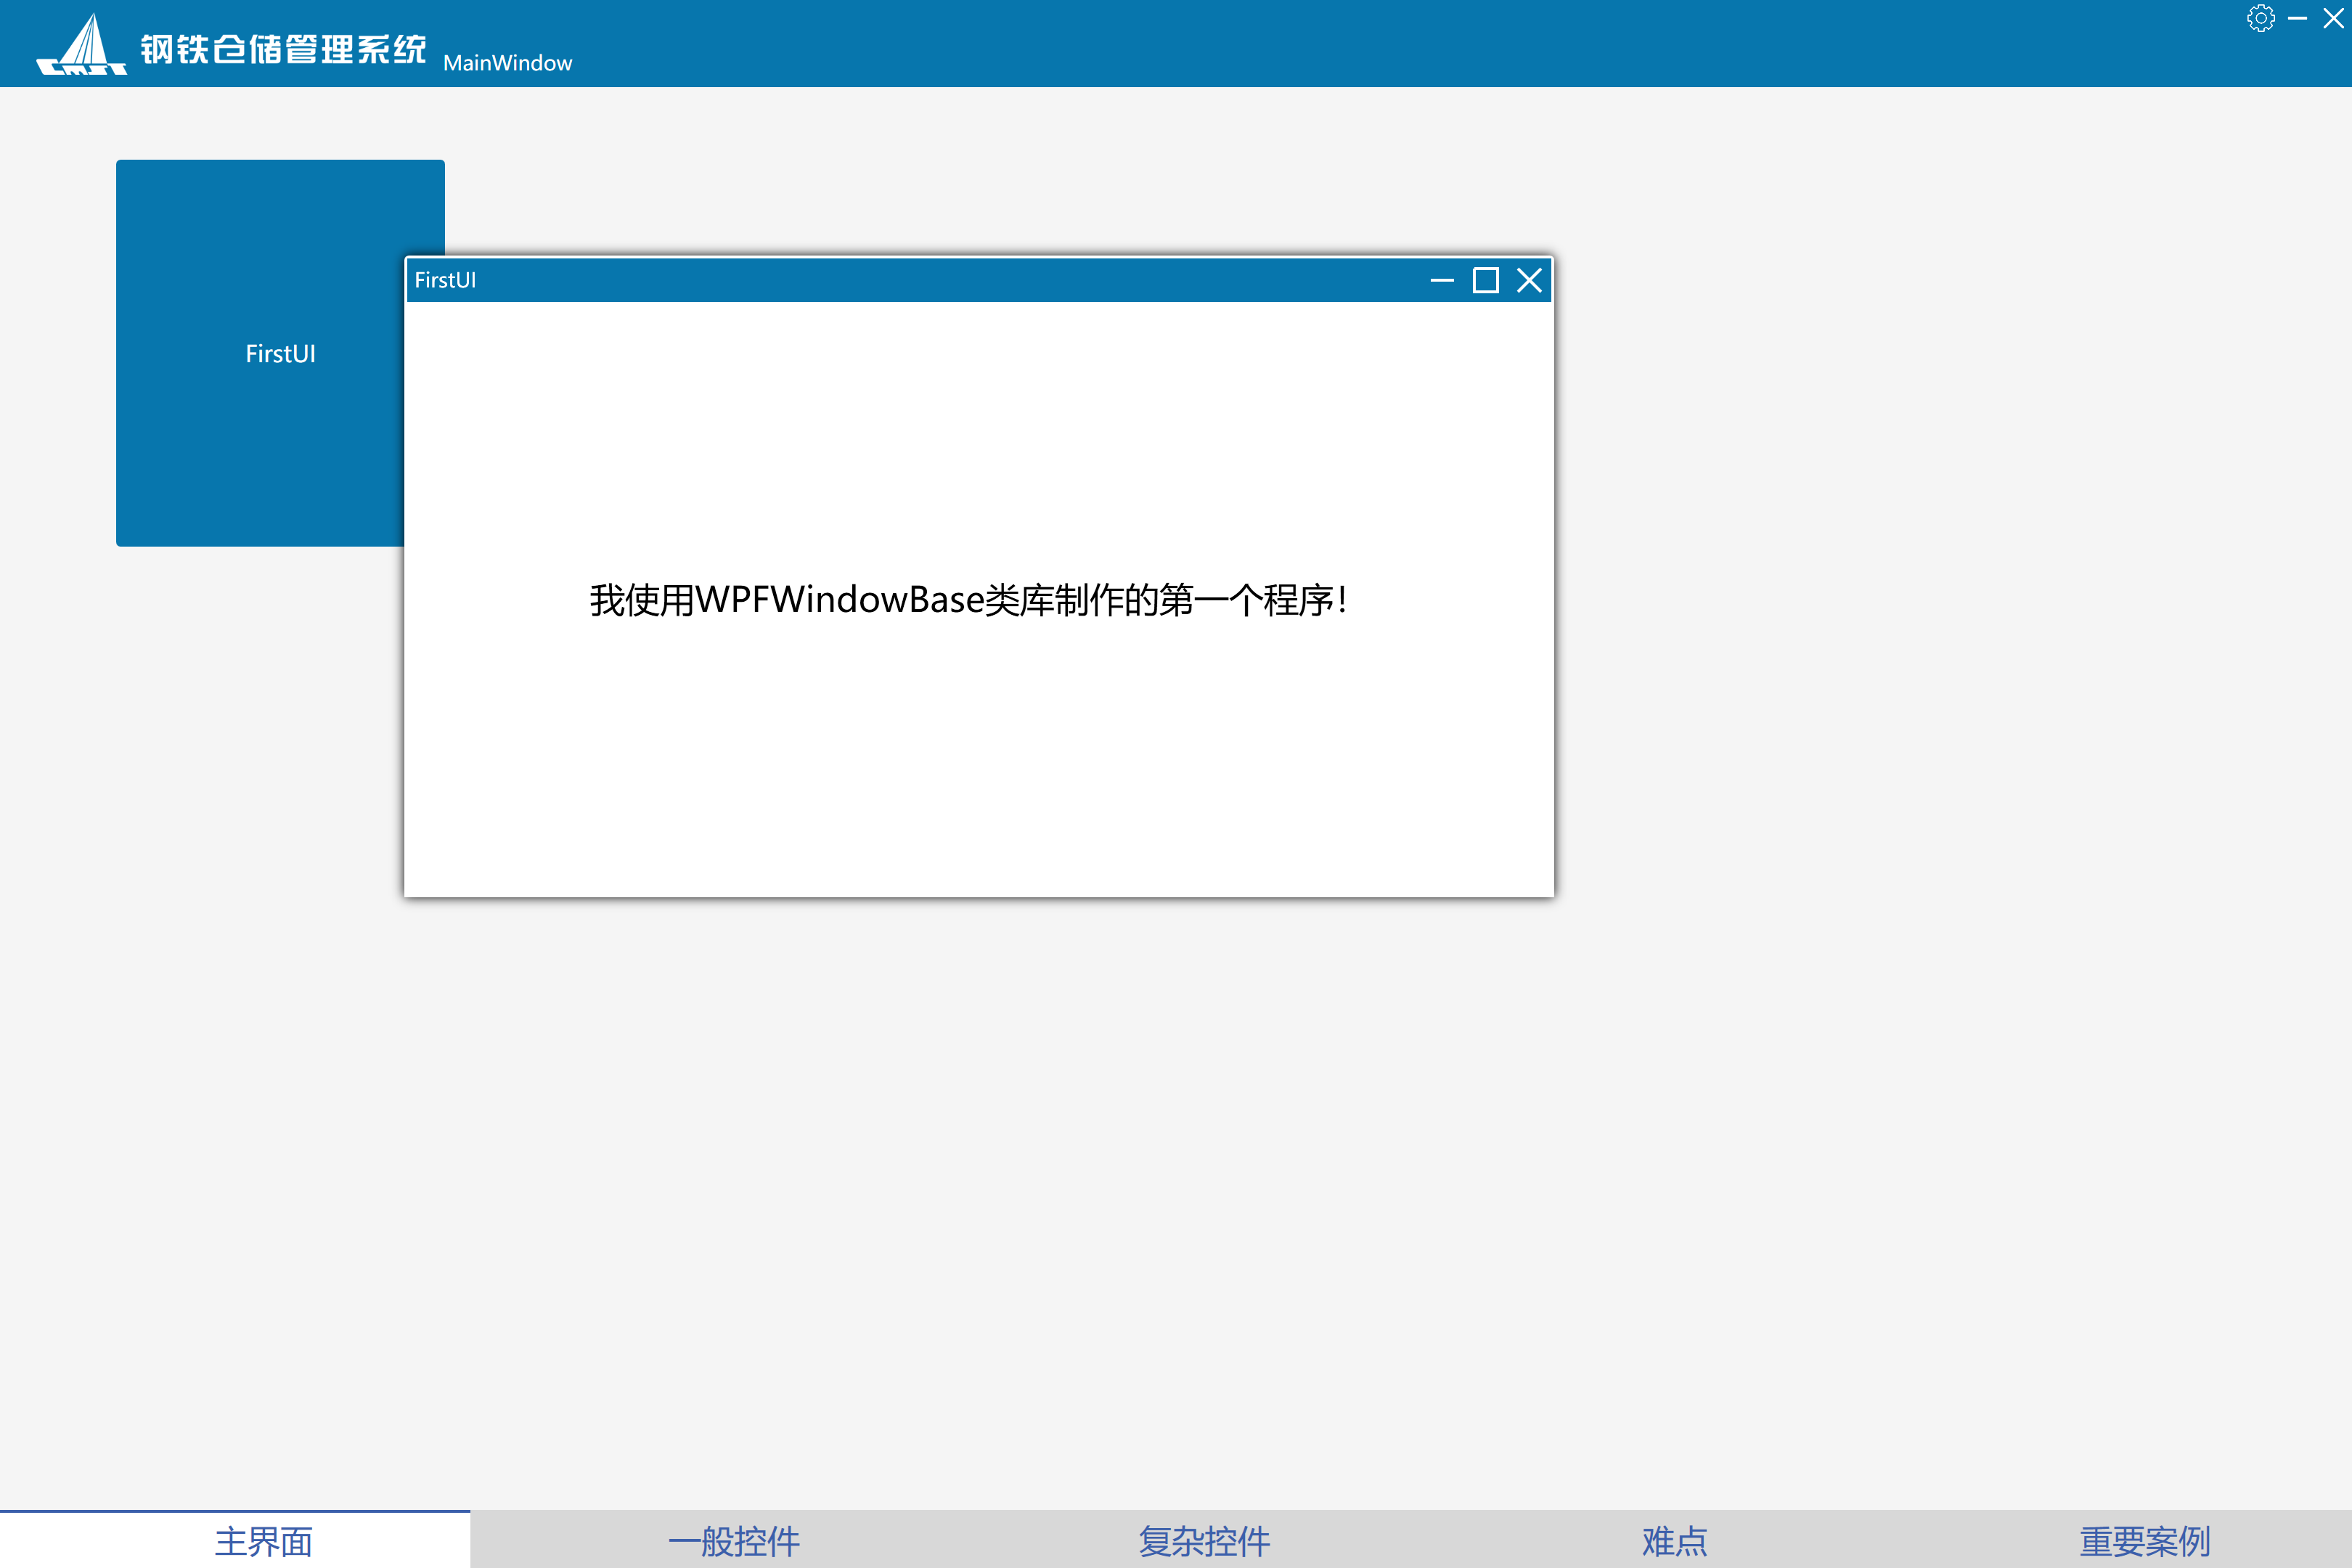 CMST 钢铁仓储管理系统 MainWindow
FirstUI
FirstUI
我使用WPFWindowBase类库制作的第一个程序！
主界面 一般控件 复杂控件 难点 重要案例